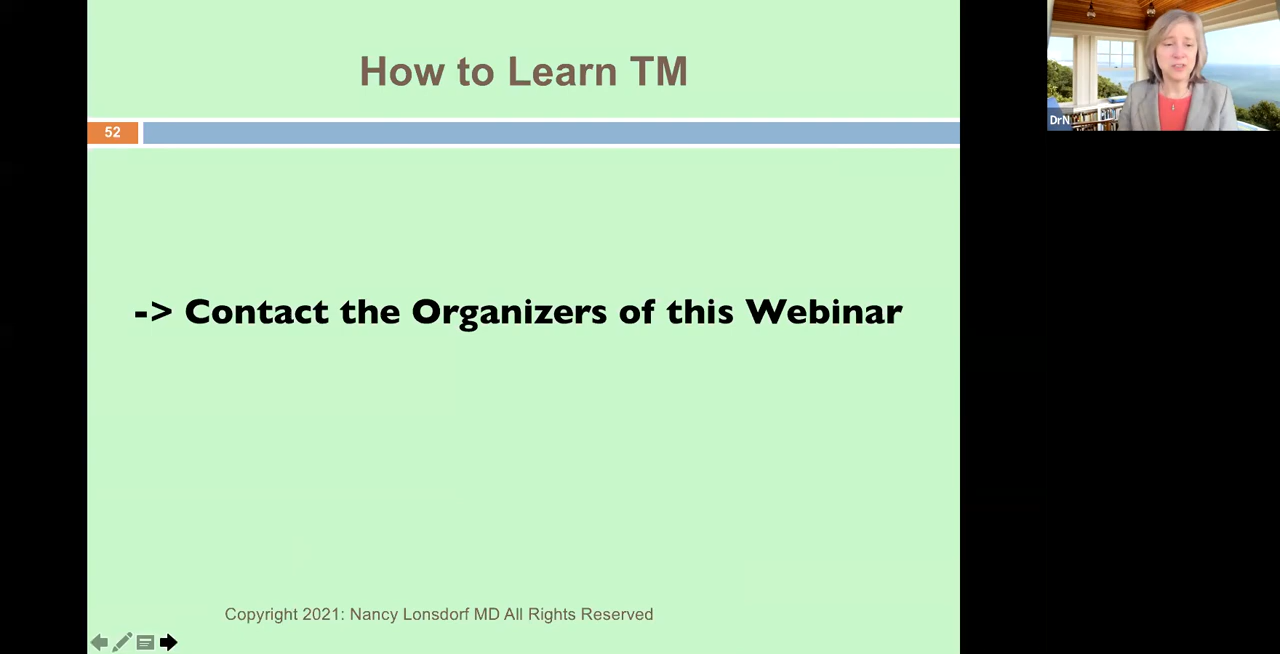 How to Learn TM
52
DrN
-> Contact the Organizers of this Webinar
Copyright 2021: Nancy Lonsdorf MD All Rights Reserved